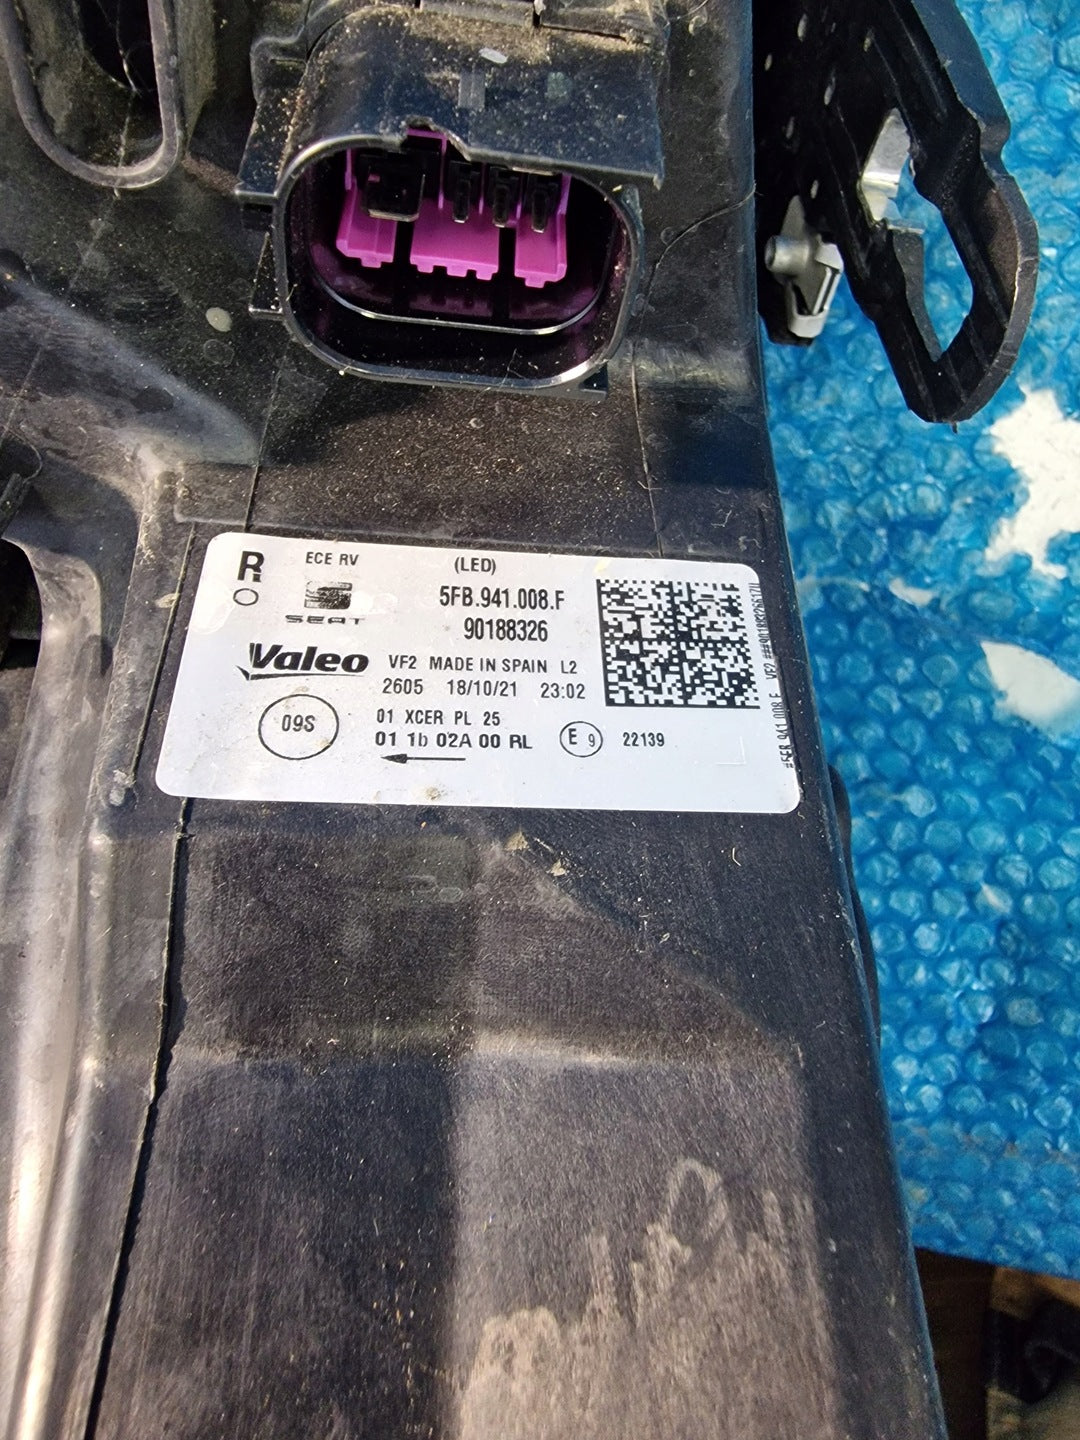 R
ECE RV
(LED)
SEAT
5FB.941.008.F
90188326
Valeo
VF2 MADE IN SPAIN L2
2605 18/10/21 23:02
09S
01 XCER PL 25
01 1b 02A 00 RL
E 9
22139